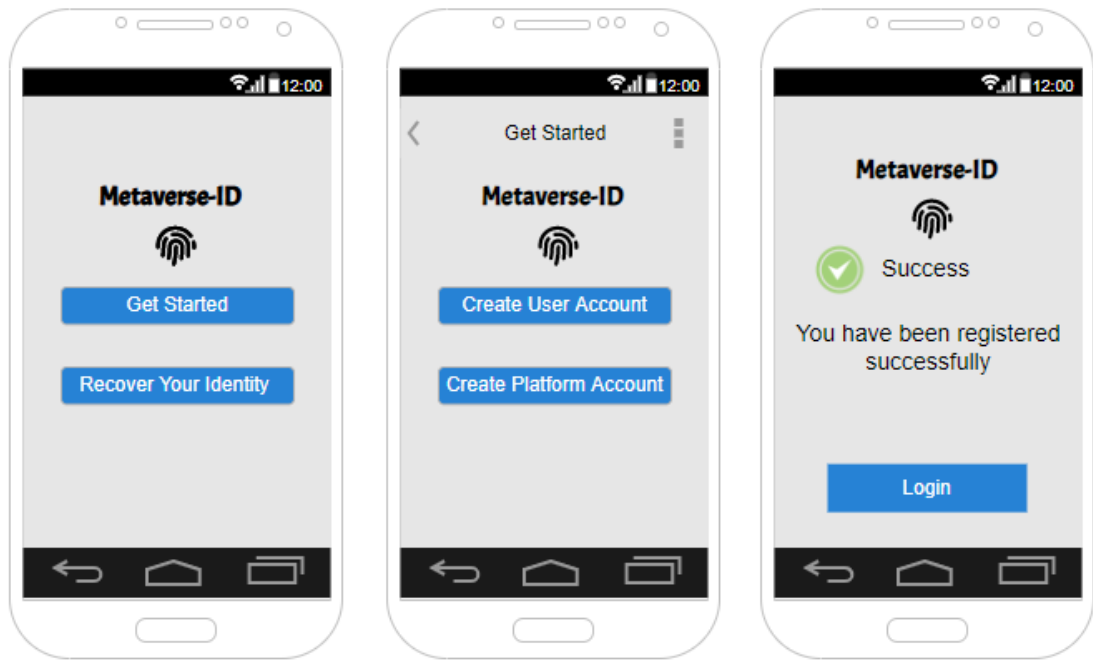 12:00
Metaverse-ID
Get Started
Recover Your Identity
12:00
Get Started
Metaverse-ID
Create User Account
Create Platform Account
12:00
Metaverse-ID
Success
You have been registered
successfully
Login